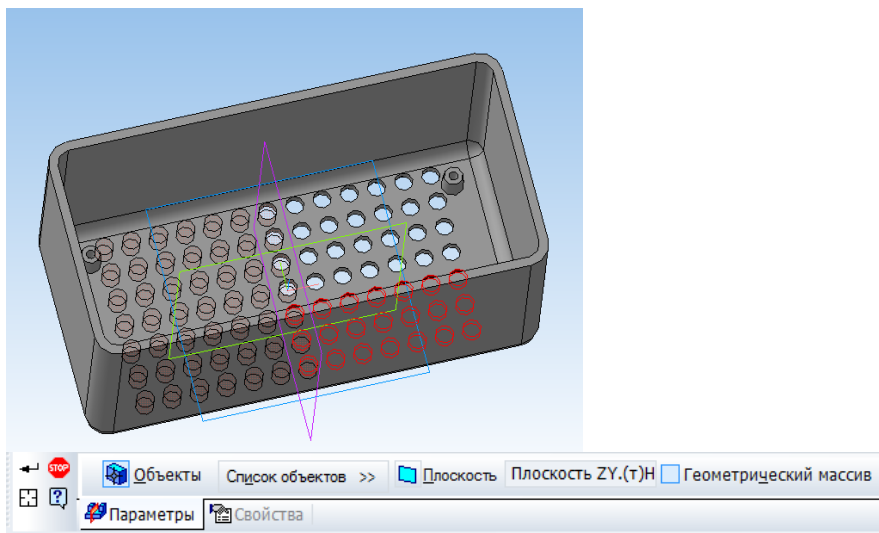 STOP
Объекты Список объектов >> Плоскость Плоскость ZY.(т)Н Геометрический массив
Параметры Свойства